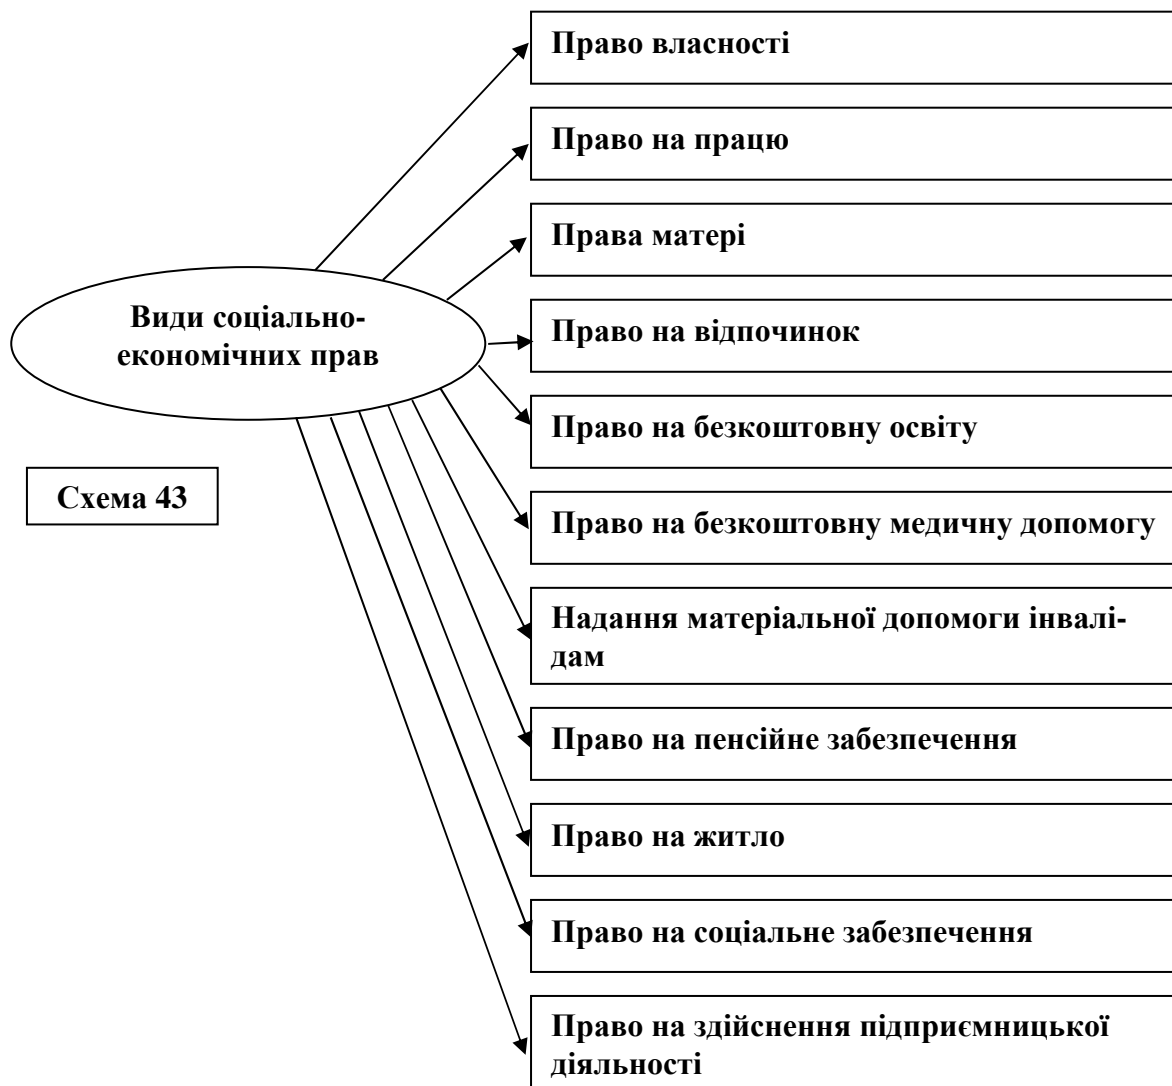 Право власності
Право на працю
Права матері
Види соціально-
економічних прав
Право на відпочинок
Право на безкоштовну освіту
Схема 43
Право на безкоштовну медичну допомогу
Надання матеріальної допомоги інвалі-
дам
Право на пенсійне забезпечення
Право на житло
Право на соціальне забезпечення
Право на здійснення підприємницької
діяльності